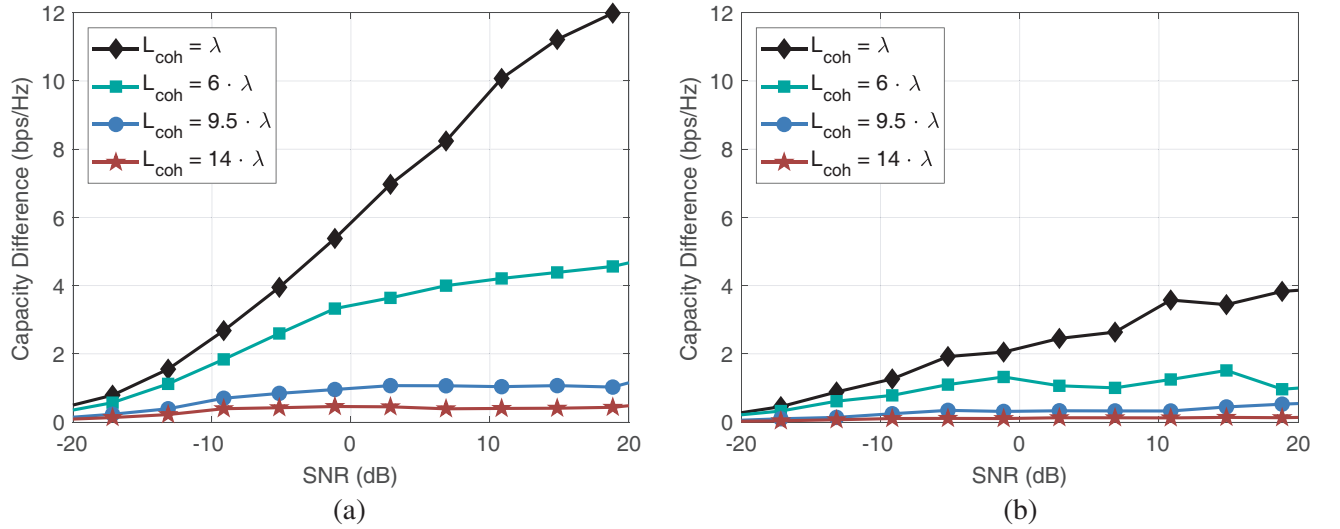 12
10
8
6
4
2
0
Capacity Difference (bps/Hz)
L_coh = λ
L_coh = 6 · λ
L_coh = 9.5 · λ
L_coh = 14 · λ
-20
-10
0
10
20
SNR (dB)
(a)
12
10
8
6
4
2
0
Capacity Difference (bps/Hz)
L_coh = λ
L_coh = 6 · λ
L_coh = 9.5 · λ
L_coh = 14 · λ
-20
-10
0
10
20
SNR (dB)
(b)